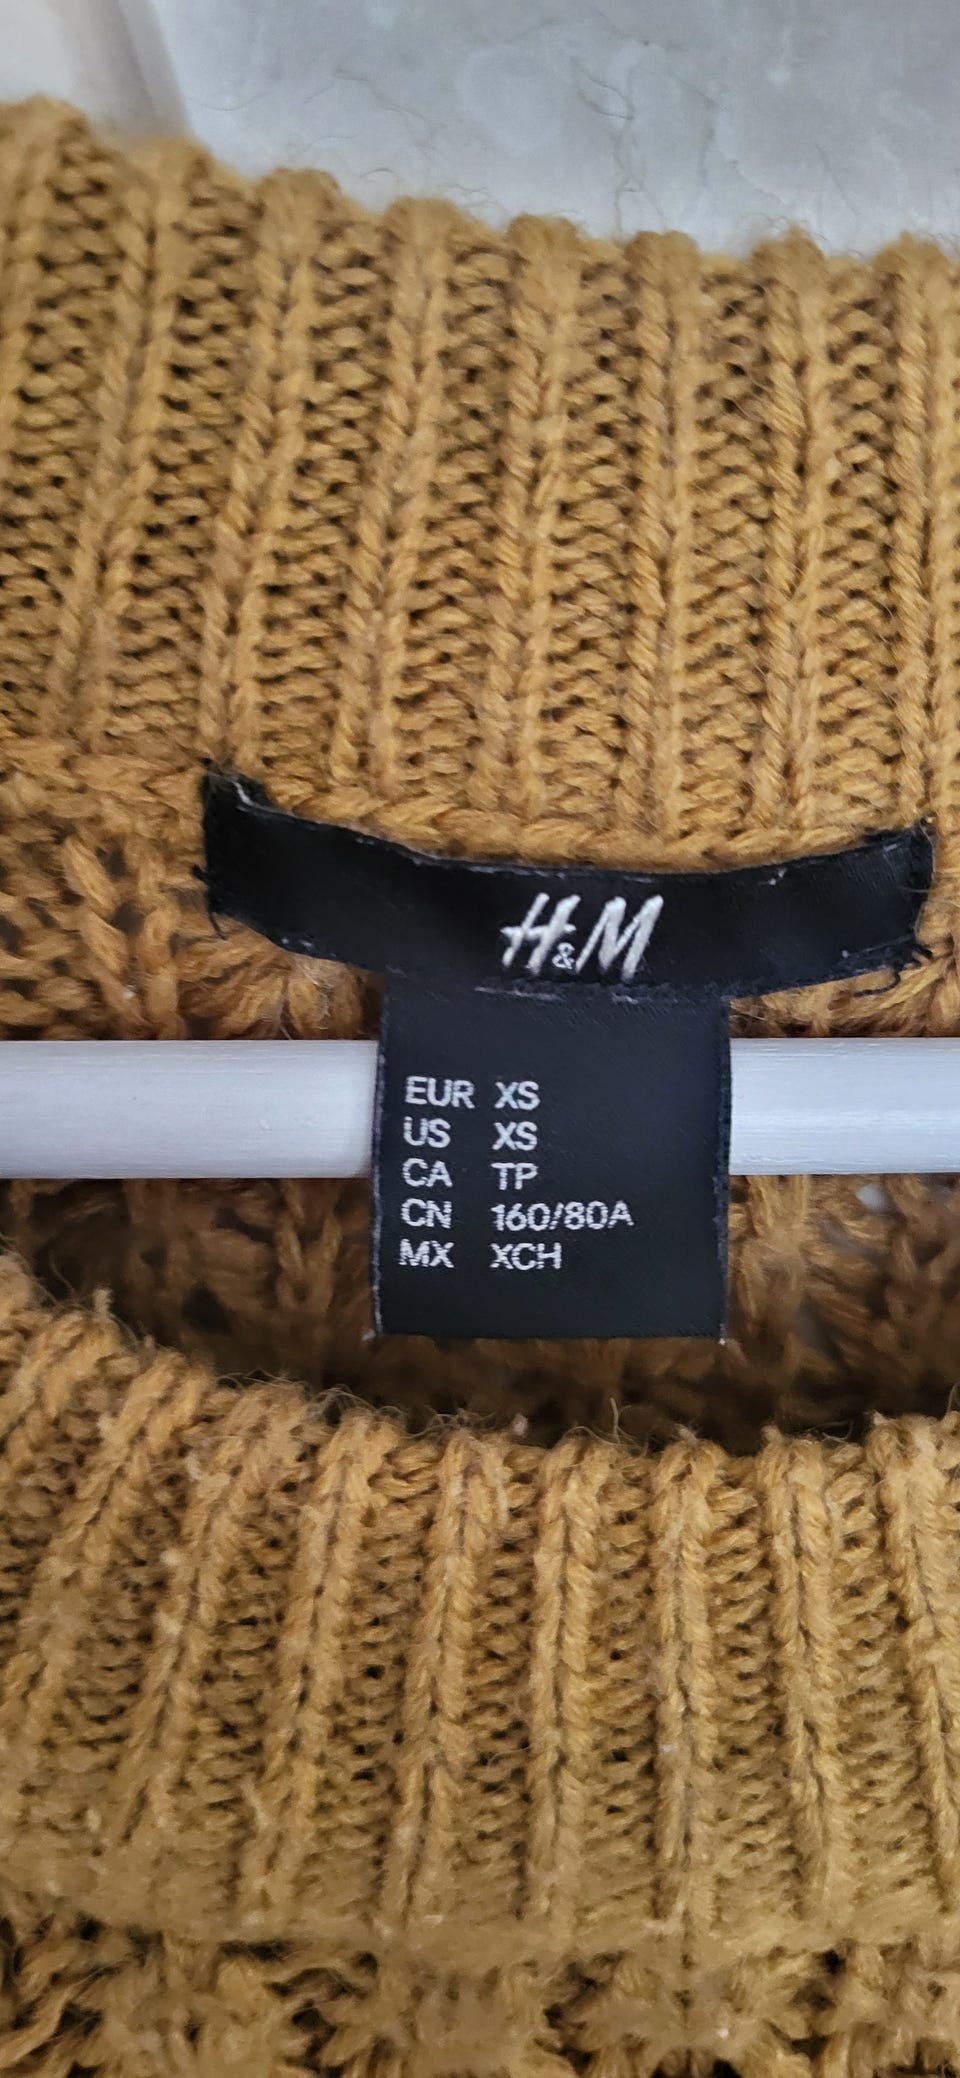 H&M
EUR XS
US XS
CA TP
CN 160/80A
MX XCH